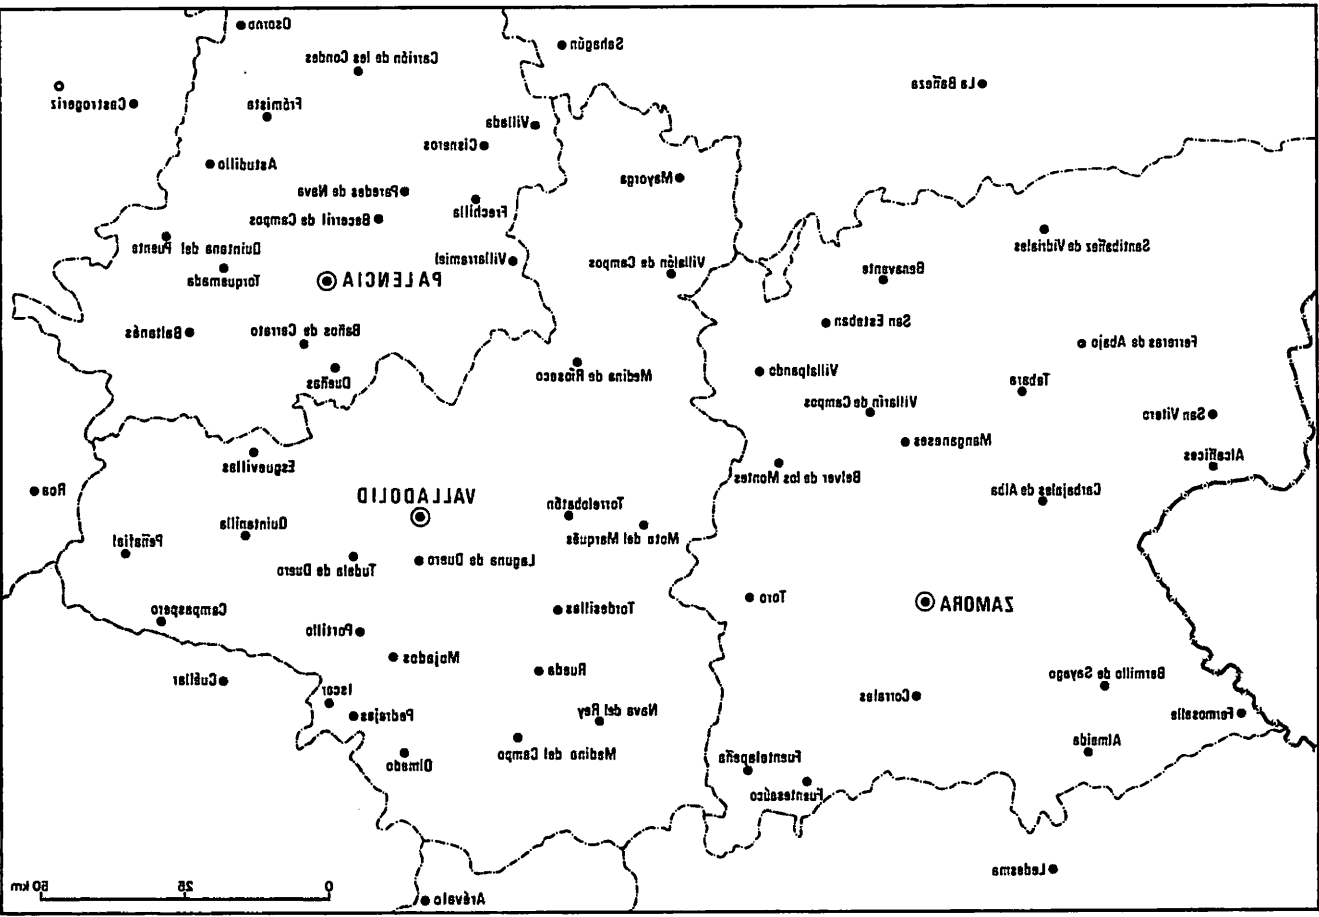 Osorno
Sahagún
Carrión de los Condes
La Bañeza
Castrogeriz
Frómista
Villada
Cisneros
Astudillo
Mayorga
Paredes de Nava
Frechilla
Becerril de Campos
Quintana del Puente
Santibáñez de Vidriales
Villarramiel
Villalón de Campos
Benavente
Torquemada
PALENCIA
San Esteban
Baltanás
Baños de Cerrato
Ferreras de Abajo
Dueñas
Medina de Rioseco
Villalpando
Tabara
Villarín de Campos
San Vitero
Manganeses
Alcañices
Esguevillas
Belver de los Montes
Roa
VALLADOLID
Carbajales de Alba
Torrelobatón
Quintanilla
Mota del Marqués
Peñafiel
Laguna de Duero
Tudela de Duero
Toro
ZAMORA
Campaspero
Tordesillas
Portillo
Mojados
Rueda
Cuéllar
Bermillo de Sayago
Iscar
Corrales
Pedrajas
Nava del Rey
Fermoselle
Almeida
Medina del Campo
Olmedo
Fuentelapeña
Fuentesaúco
Ledesma
0 25 50 km
Arévalo